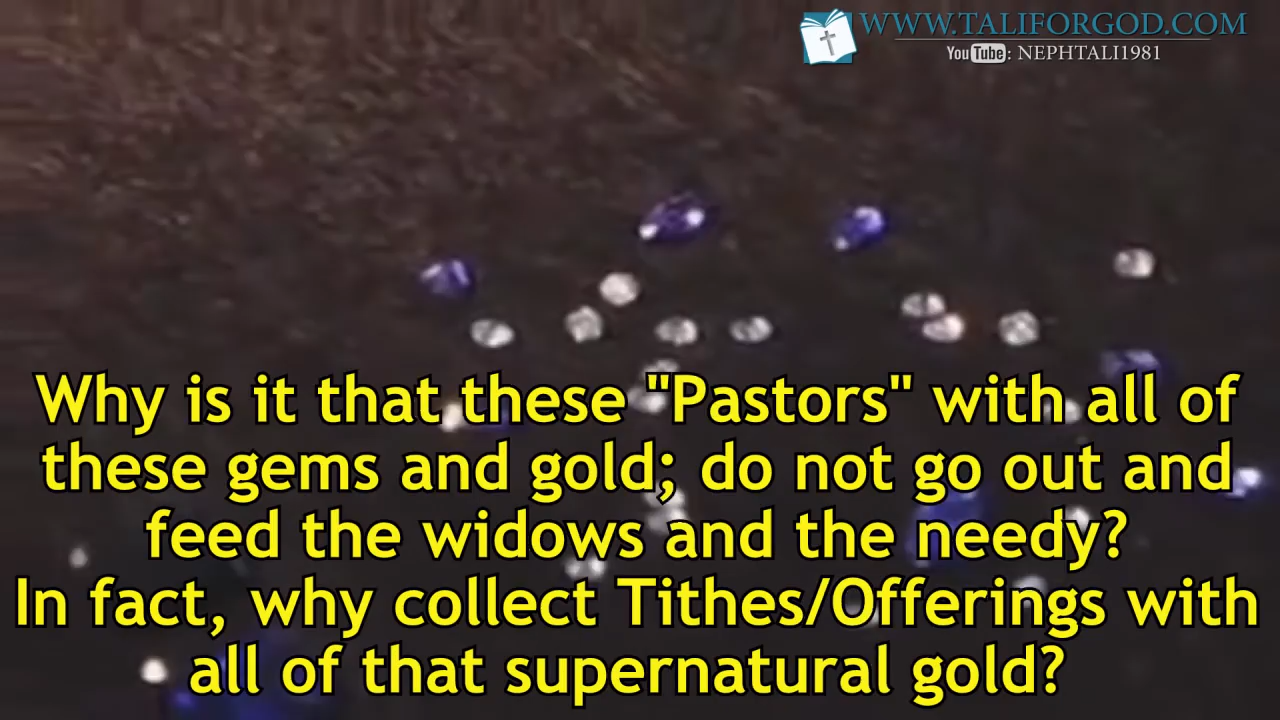 WWW.TALIFORGOD.COM
YouTube: NEPHTALI1981
Why is it that these "Pastors" with all of
these gems and gold; do not go out and
feed the widows and the needy?
In fact, why collect Tithes/Offerings with
all of that supernatural gold?